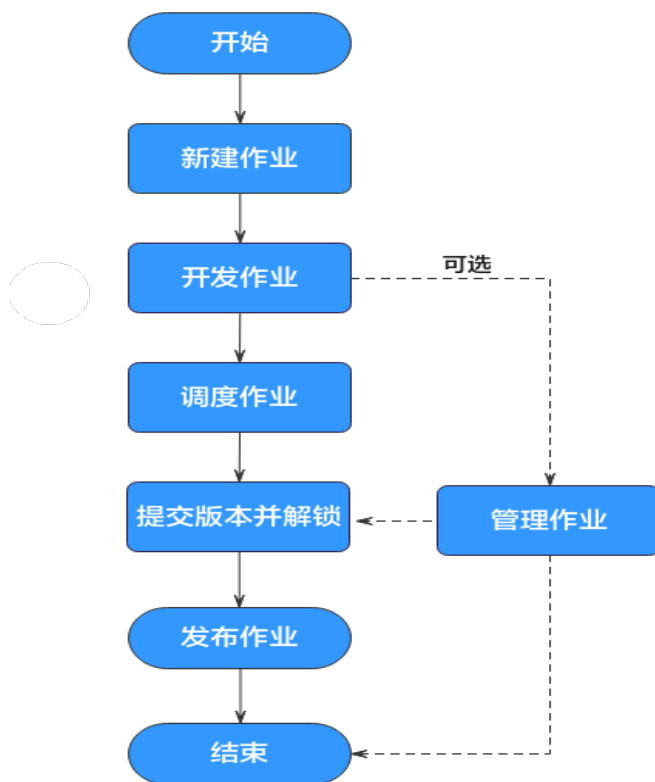 开始
新建作业
开发作业
可选
调度作业
提交版本并解锁
管理作业
发布作业
结束